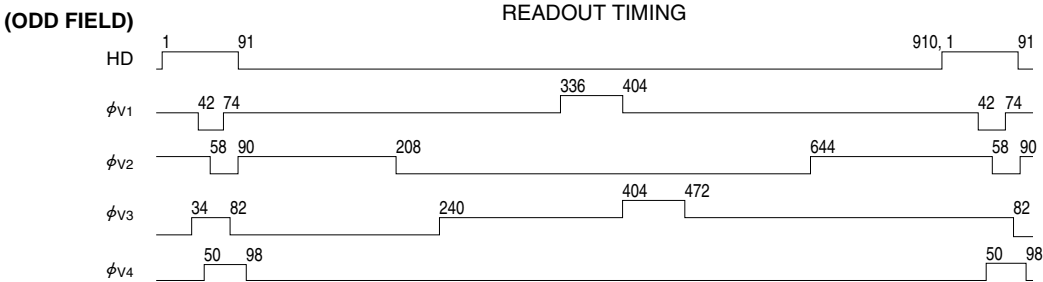 READOUT TIMING
(ODD FIELD)
HD 1 91 910, 1 91
ϕV1 42 74 336 404 42 74
ϕV2 58 90 208 644 58 90
ϕV3 34 82 240 404 472 82
ϕV4 50 98 50 98